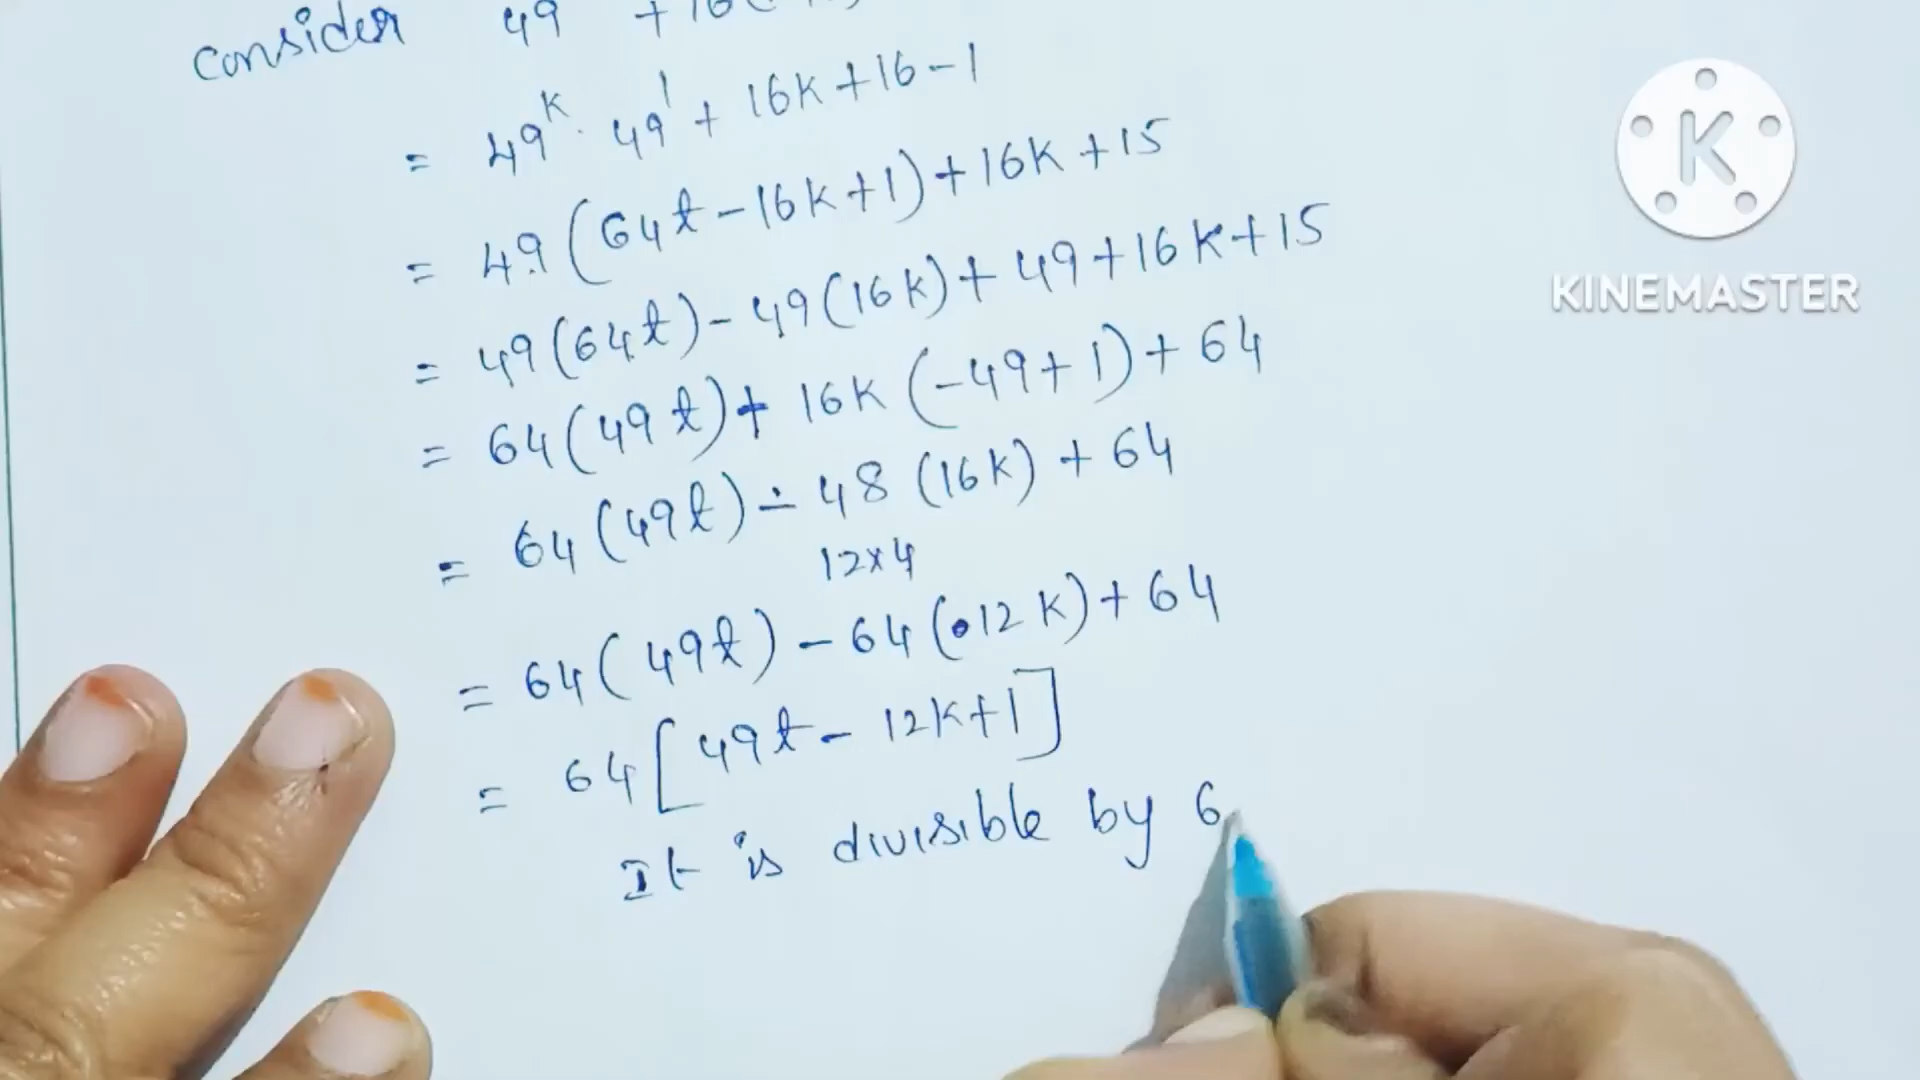 consider 49 + 16
= 49^k · 49^1 + 16k + 16 - 1
= 49 (64t - 16k + 1) + 16k + 15
= 49 (64t) - 49 (16k) + 49 + 16k + 15
= 64 (49t) + 16k (-49 + 1) + 64
= 64 (49t) - 48 (16k) + 64
12x4
= 64 (49t) - 64 (12k) + 64
= 64 [49t - 12k + 1]
It is divisible by 6
K
KINEMASTER